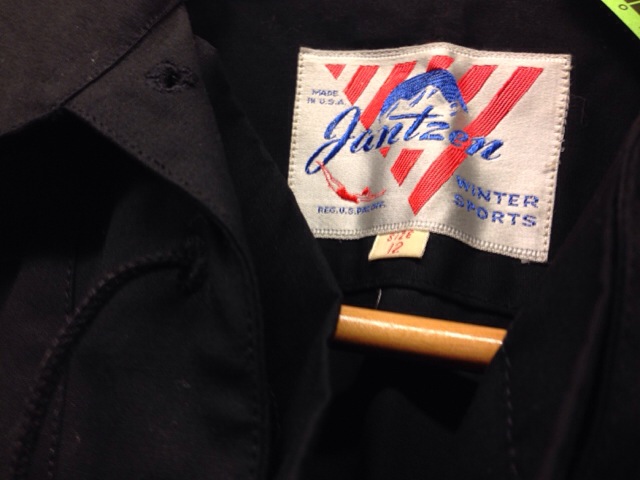 MADE
IN U.S.A.
Jantzen
WINTER
SPORTS
REG. U.S. PAT. OFF.
SIZE
12